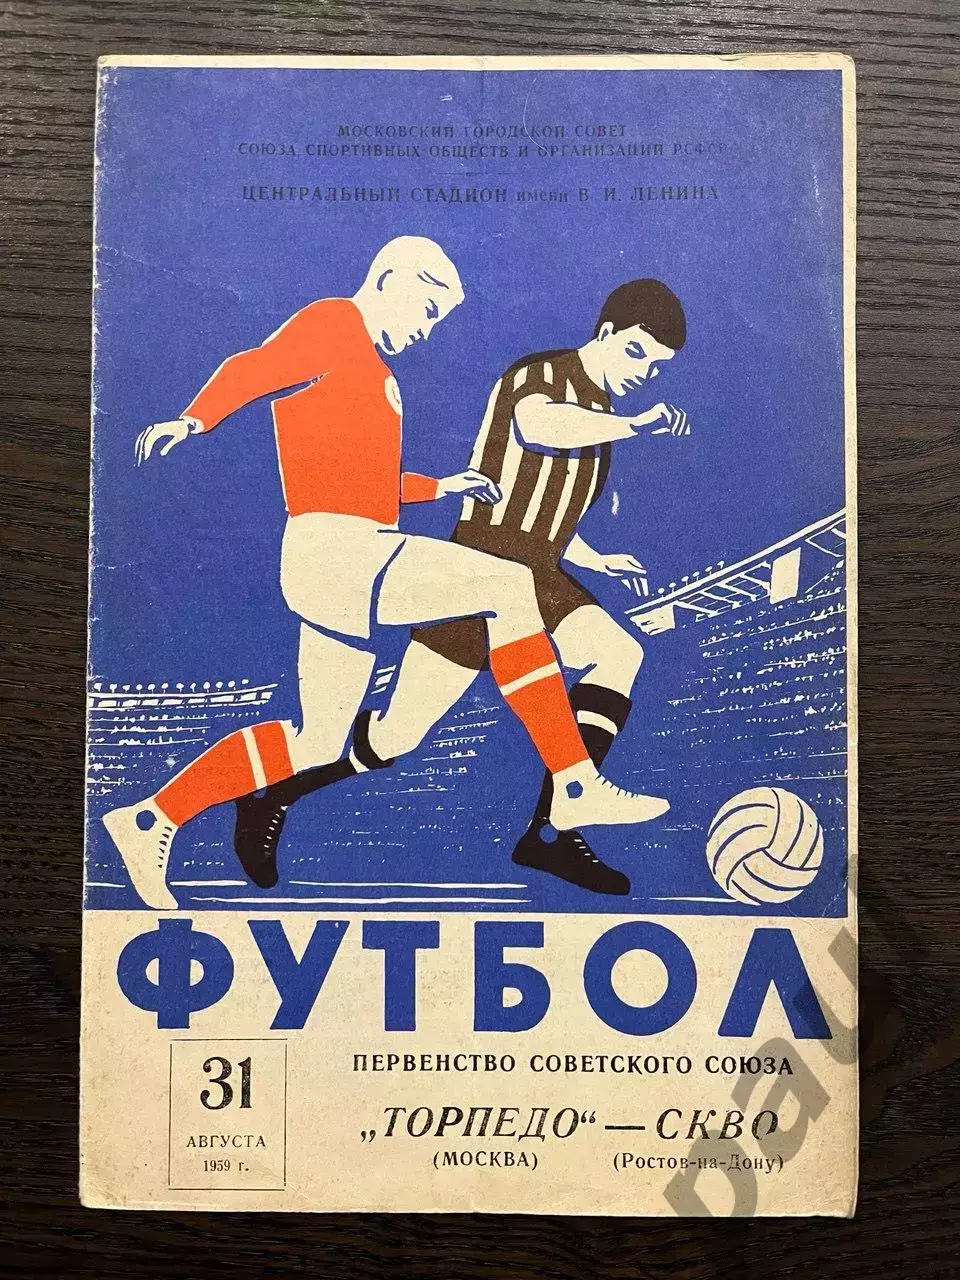 МОСКОВСКИЙ ГОРОДСКОЙ СОВЕТ
СОЮЗА СПОРТИВНЫХ ОБЩЕСТВ И ОРГАНИЗАЦИЙ РСФСР
ЦЕНТРАЛЬНЫЙ СТАДИОН имени В. И. ЛЕНИНА
ФУТБОЛ
31
АВГУСТА
1959 г.
ПЕРВЕНСТВО СОВЕТСКОГО СОЮЗА
„ТОРПЕДО“ — СКВО
(МОСКВА) (Ростов-на-Дону)